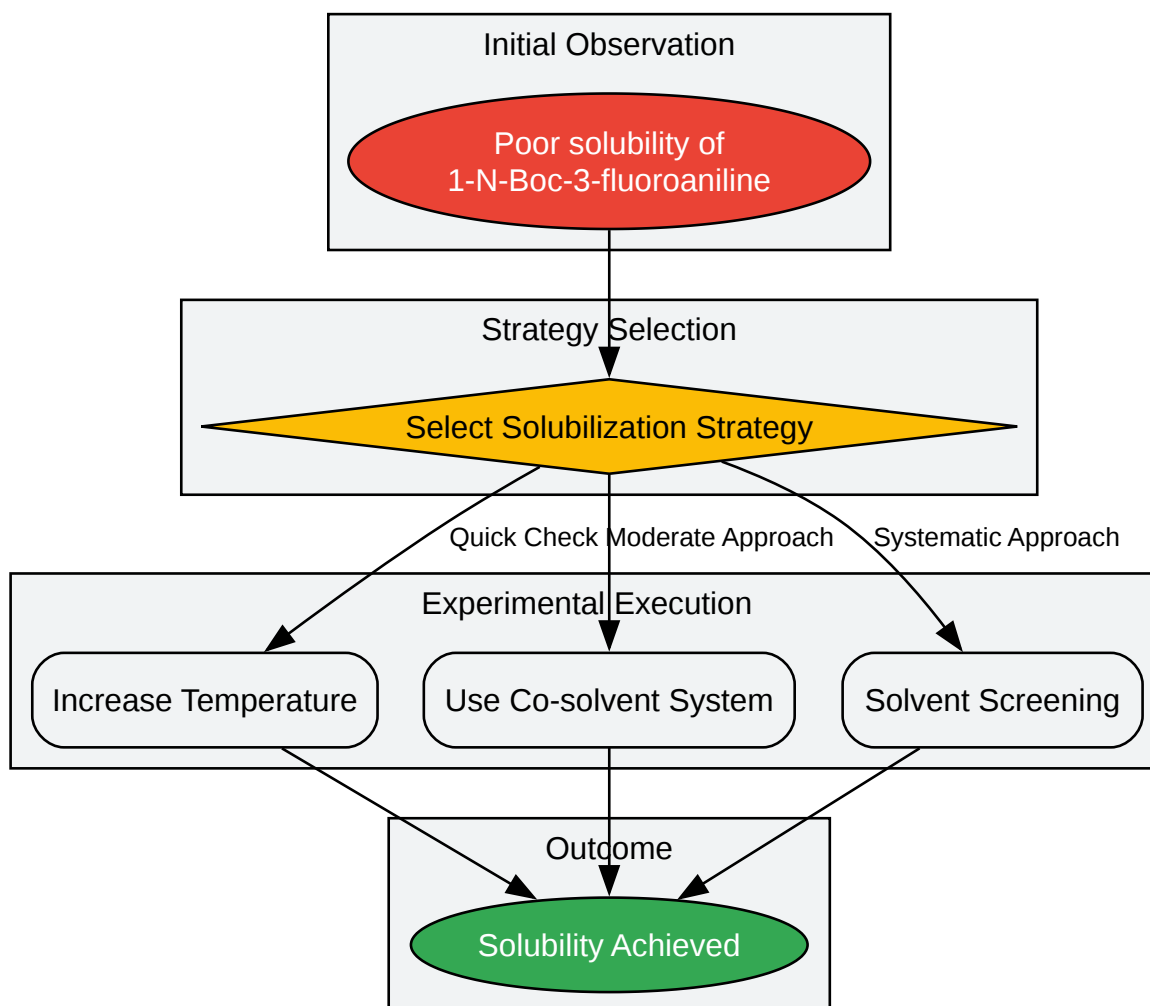 Initial Observation
Poor solubility of
1-N-Boc-3-fluoroaniline
Strategy Selection
Select Solubilization Strategy
Quick Check
Moderate Approach
Systematic Approach
Experimental Execution
Increase Temperature
Use Co-solvent System
Solvent Screening
Outcome
Solubility Achieved